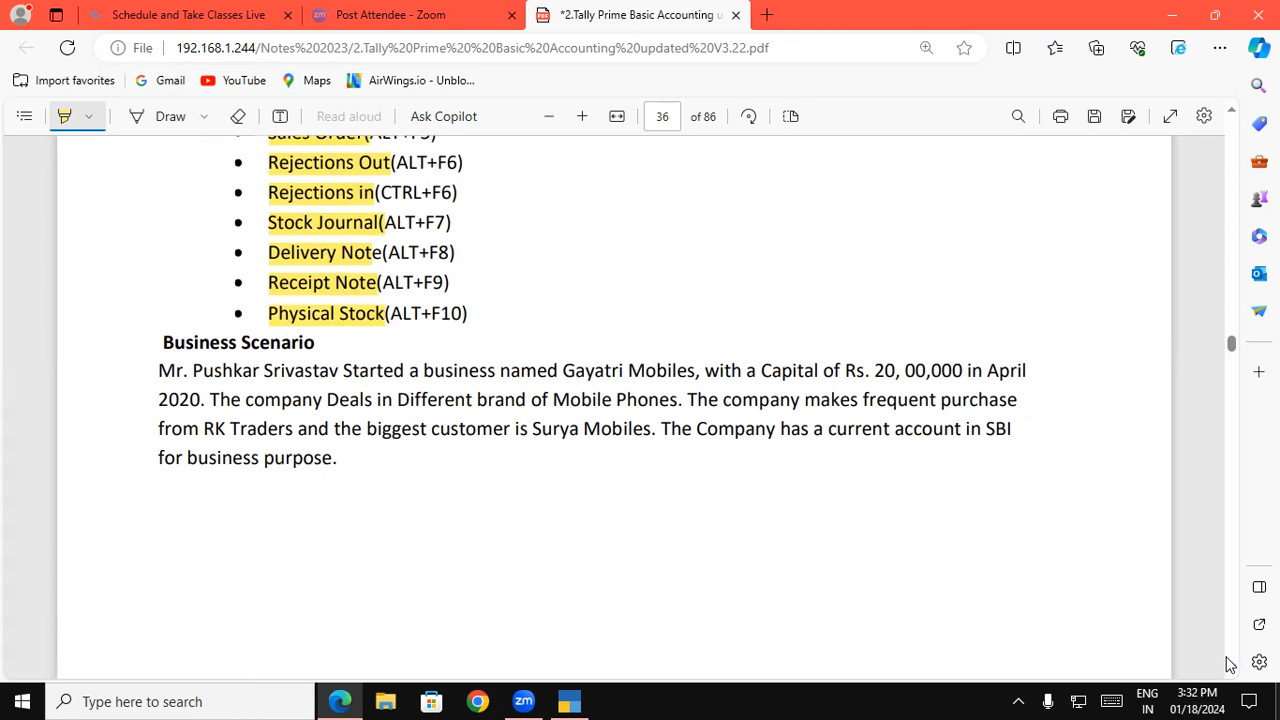 Schedule and Take Classes Live
Post Attendee - Zoom
*2.Tally Prime Basic Accounting u
File
192.168.1.244/Notes%202023/2.Tally%20Prime%20%20Basic%20Accounting%20updated%20V3.22.pdf
Import favorites
Gmail
YouTube
Maps
AirWings.io - Unblo...
Draw
Read aloud
Ask Copilot
36
of 86
Sales Order(ALT+F5)
• Rejections Out(ALT+F6)
• Rejections in(CTRL+F6)
• Stock Journal(ALT+F7)
• Delivery Note(ALT+F8)
• Receipt Note(ALT+F9)
• Physical Stock(ALT+F10)
Business Scenario
Mr. Pushkar Srivastav Started a business named Gayatri Mobiles, with a Capital of Rs. 20, 00,000 in April
2020. The company Deals in Different brand of Mobile Phones. The company makes frequent purchase
from RK Traders and the biggest customer is Surya Mobiles. The Company has a current account in SBI
for business purpose.
Type here to search
zm
ENG
IN
3:32 PM
01/18/2024